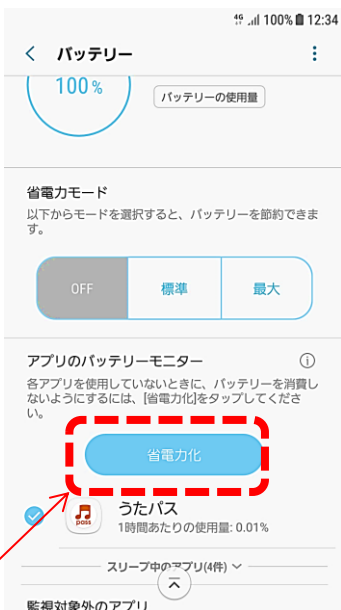 4G 100% 12:34
バッテリー
100%
バッテリーの使用量
省電力モード
以下からモードを選択すると、バッテリーを節約できま
す。
OFF 標準 最大
アプリのバッテリーモニター
各アプリを使用していないときに、バッテリーを消費し
ないようにするには、[省電力化]をタップしてくださ
い。
省電力化
pass
うたパス
1時間あたりの使用量: 0.01%
スリープ中のアプリ(4件)
監視対象外のアプリ